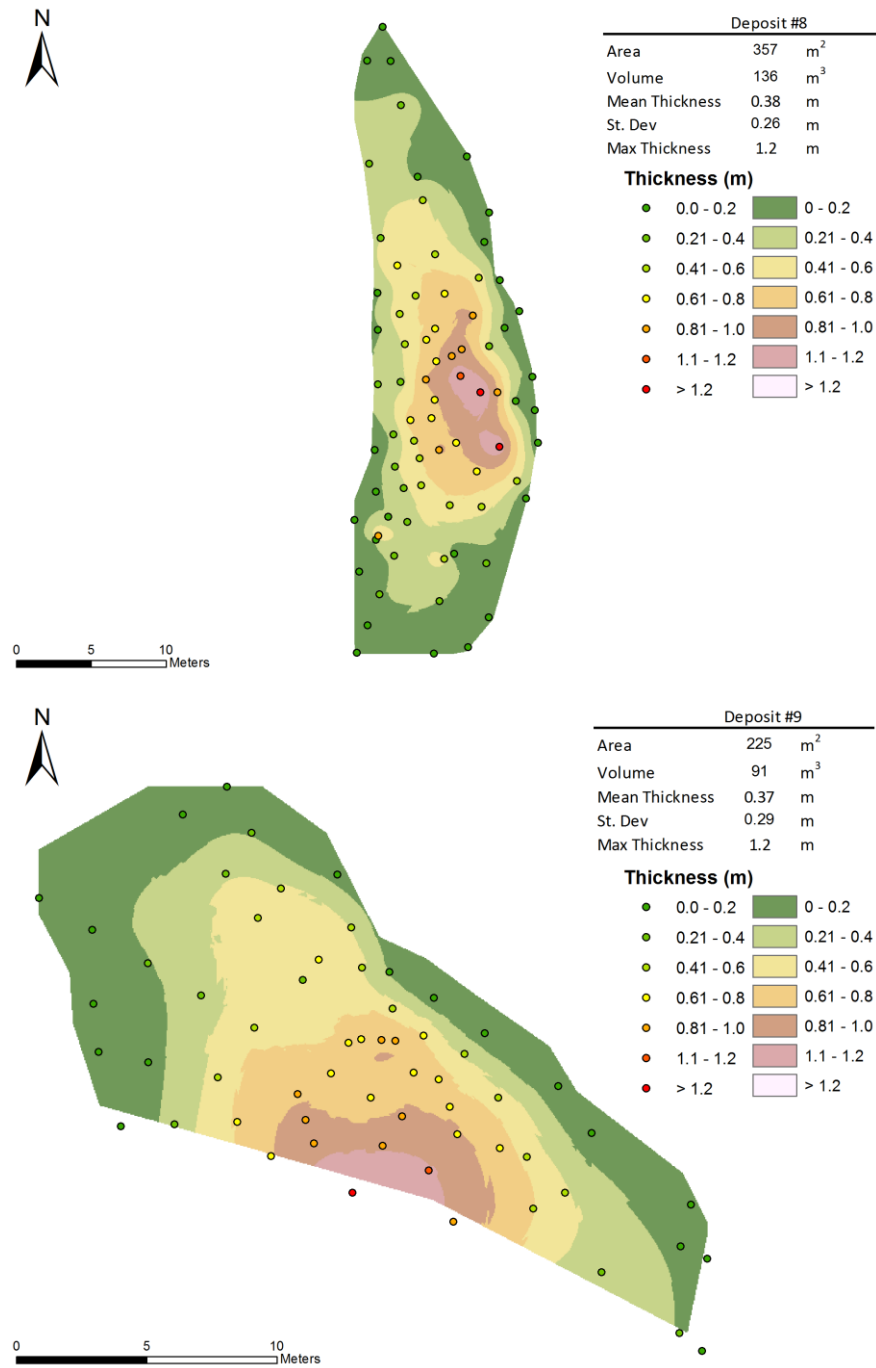 N
Deposit #8
Area 357 m²
Volume 136 m³
Mean Thickness 0.38 m
St. Dev 0.26 m
Max Thickness 1.2 m
Thickness (m)
0.0 - 0.2 0 - 0.2
0.21 - 0.4 0.21 - 0.4
0.41 - 0.6 0.41 - 0.6
0.61 - 0.8 0.61 - 0.8
0.81 - 1.0 0.81 - 1.0
1.1 - 1.2 1.1 - 1.2
> 1.2 > 1.2
0 5 10
Meters
N
Deposit #9
Area 225 m²
Volume 91 m³
Mean Thickness 0.37 m
St. Dev 0.29 m
Max Thickness 1.2 m
Thickness (m)
0.0 - 0.2 0 - 0.2
0.21 - 0.4 0.21 - 0.4
0.41 - 0.6 0.41 - 0.6
0.61 - 0.8 0.61 - 0.8
0.81 - 1.0 0.81 - 1.0
1.1 - 1.2 1.1 - 1.2
> 1.2 > 1.2
0 5 10
Meters